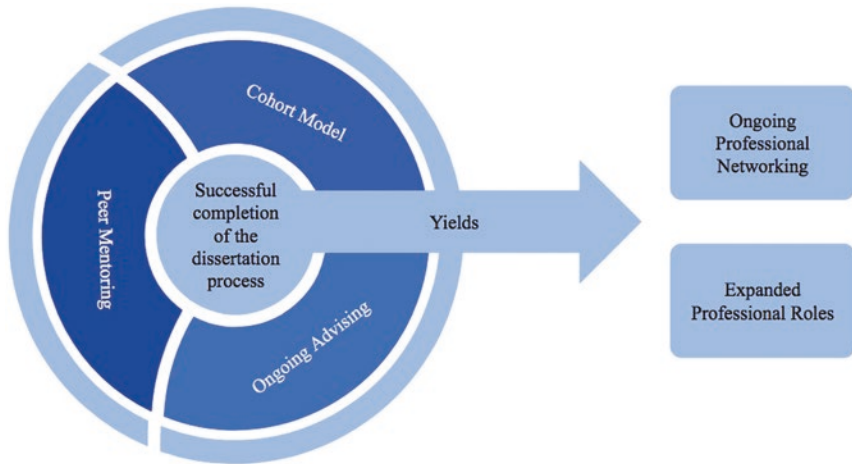 Cohort Model
Peer Mentoring
Ongoing Advising
Successful
completion
of the
dissertation
process
Yields
Ongoing
Professional
Networking
Expanded
Professional Roles